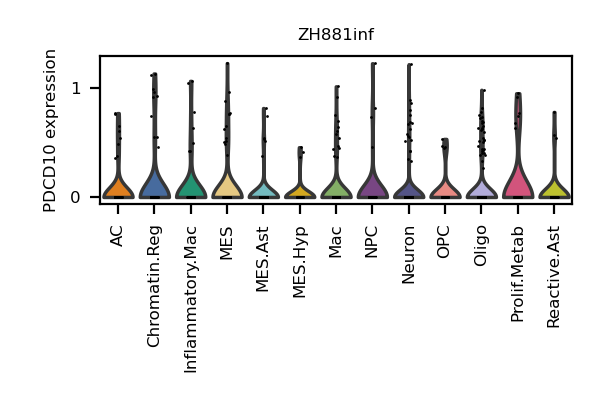 ZH881inf
PDCD10 expression
1
0
AC
Chromatin.Reg
Inflammatory.Mac
MES
MES.Ast
MES.Hyp
Mac
NPC
Neuron
OPC
Oligo
Prolif.Metab
Reactive.Ast